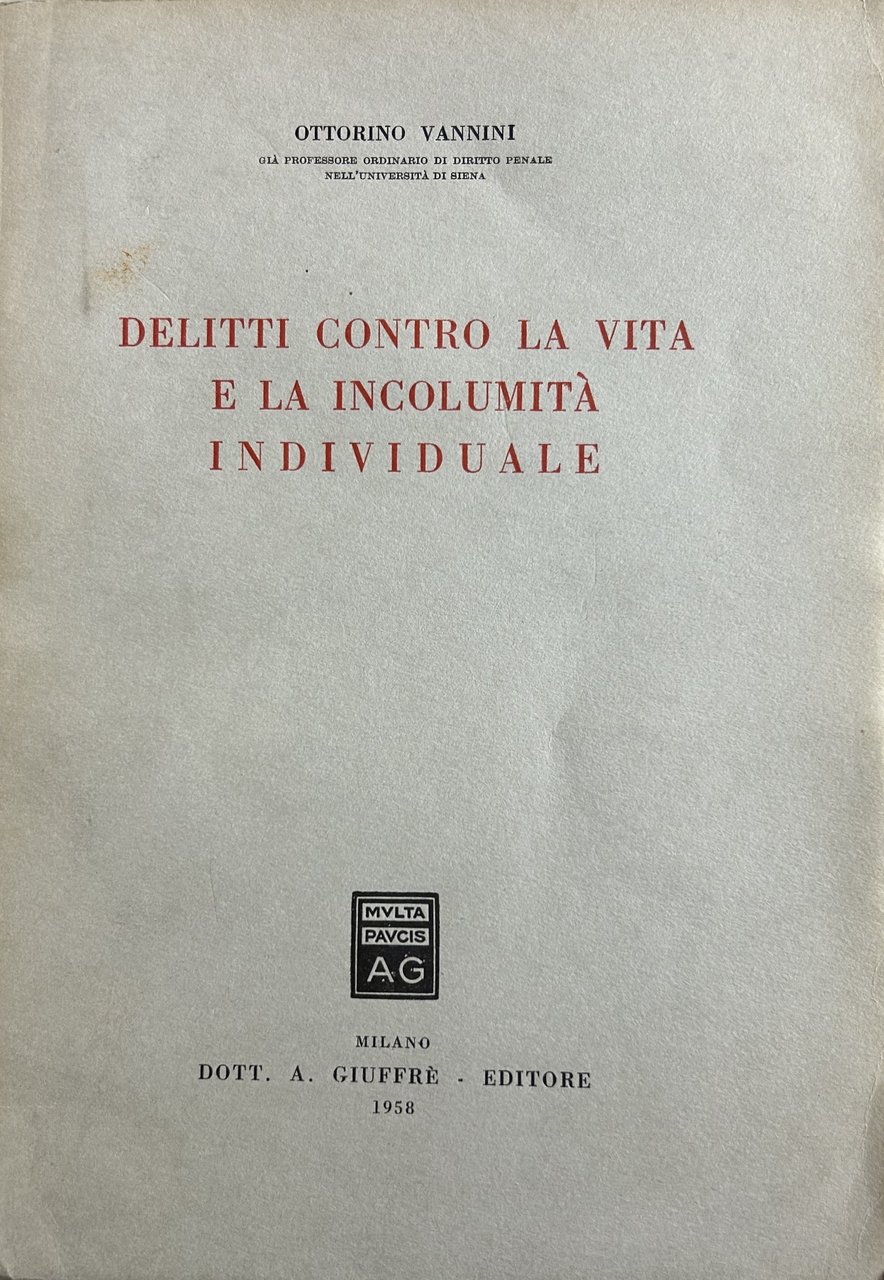 OTTORINO VANNINI
GIÀ PROFESSORE ORDINARIO DI DIRITTO PENALE
NELL'UNIVERSITÀ DI SIENA
DELITTI CONTRO LA VITA
E LA INCOLUMITÀ
INDIVIDUALE
MVLTA
PAVCIS
AG
MILANO
DOTT. A. GIUFFRÈ - EDITORE
1958